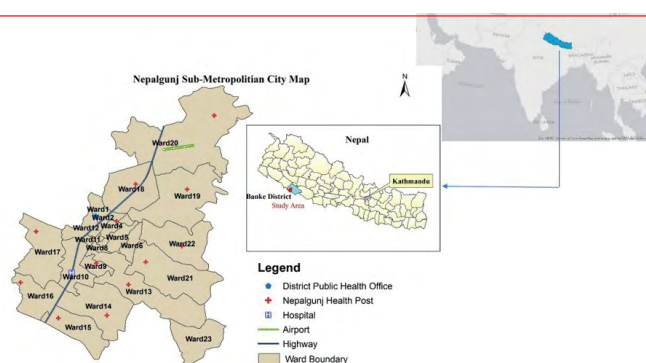 Nepalgunj Sub-Metropolitian City Map
N
Ward20
Ward18
Ward19
Ward1
Ward2
Ward12
Ward4
Ward11
Ward5
Ward8
Ward6
Ward22
Ward17
Ward9
Ward10
Ward21
Ward16
Ward13
Ward14
Ward15
Ward23
Nepal
Kathmandu
Banke District
Study Area
INDIA
THAILAND
Legend
District Public Health Office
Nepalgunj Health Post
Hospital
Airport
Highway
Ward Boundary